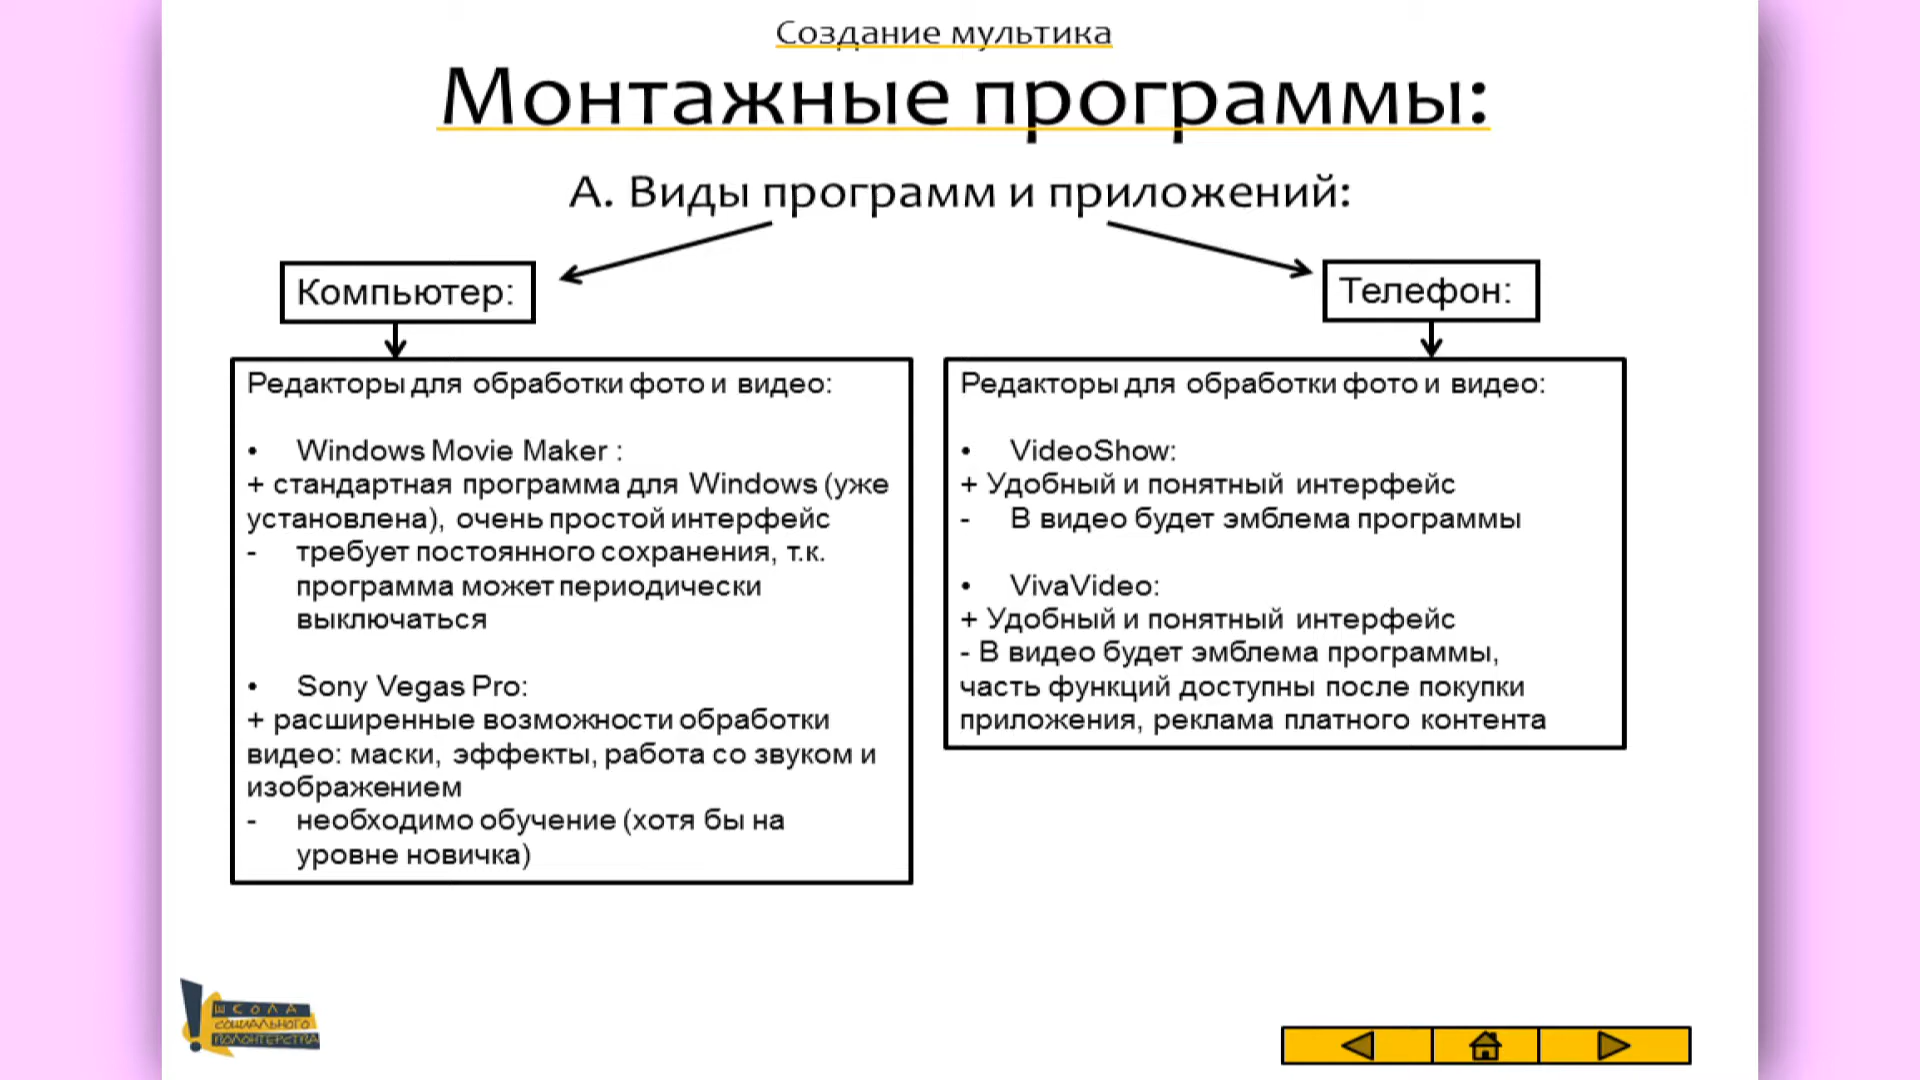 Создание мультика
Монтажные программы:
А. Виды программ и приложений:
Компьютер:
Редакторы для обработки фото и видео:
• Windows Movie Maker :
+ стандартная программа для Windows (уже
установлена), очень простой интерфейс
- требует постоянного сохранения, т.к.
программа может периодически
выключаться
• Sony Vegas Pro:
+ расширенные возможности обработки
видео: маски, эффекты, работа со звуком и
изображением
- необходимо обучение (хотя бы на
уровне новичка)
Телефон:
Редакторы для обработки фото и видео:
• VideoShow:
+ Удобный и понятный интерфейс
- В видео будет эмблема программы
• VivaVideo:
+ Удобный и понятный интерфейс
- В видео будет эмблема программы,
часть функций доступны после покупки
приложения, реклама платного контента
ШКОЛА
СОЦИАЛЬНОГО
ВОЛОНТЕРСТВА